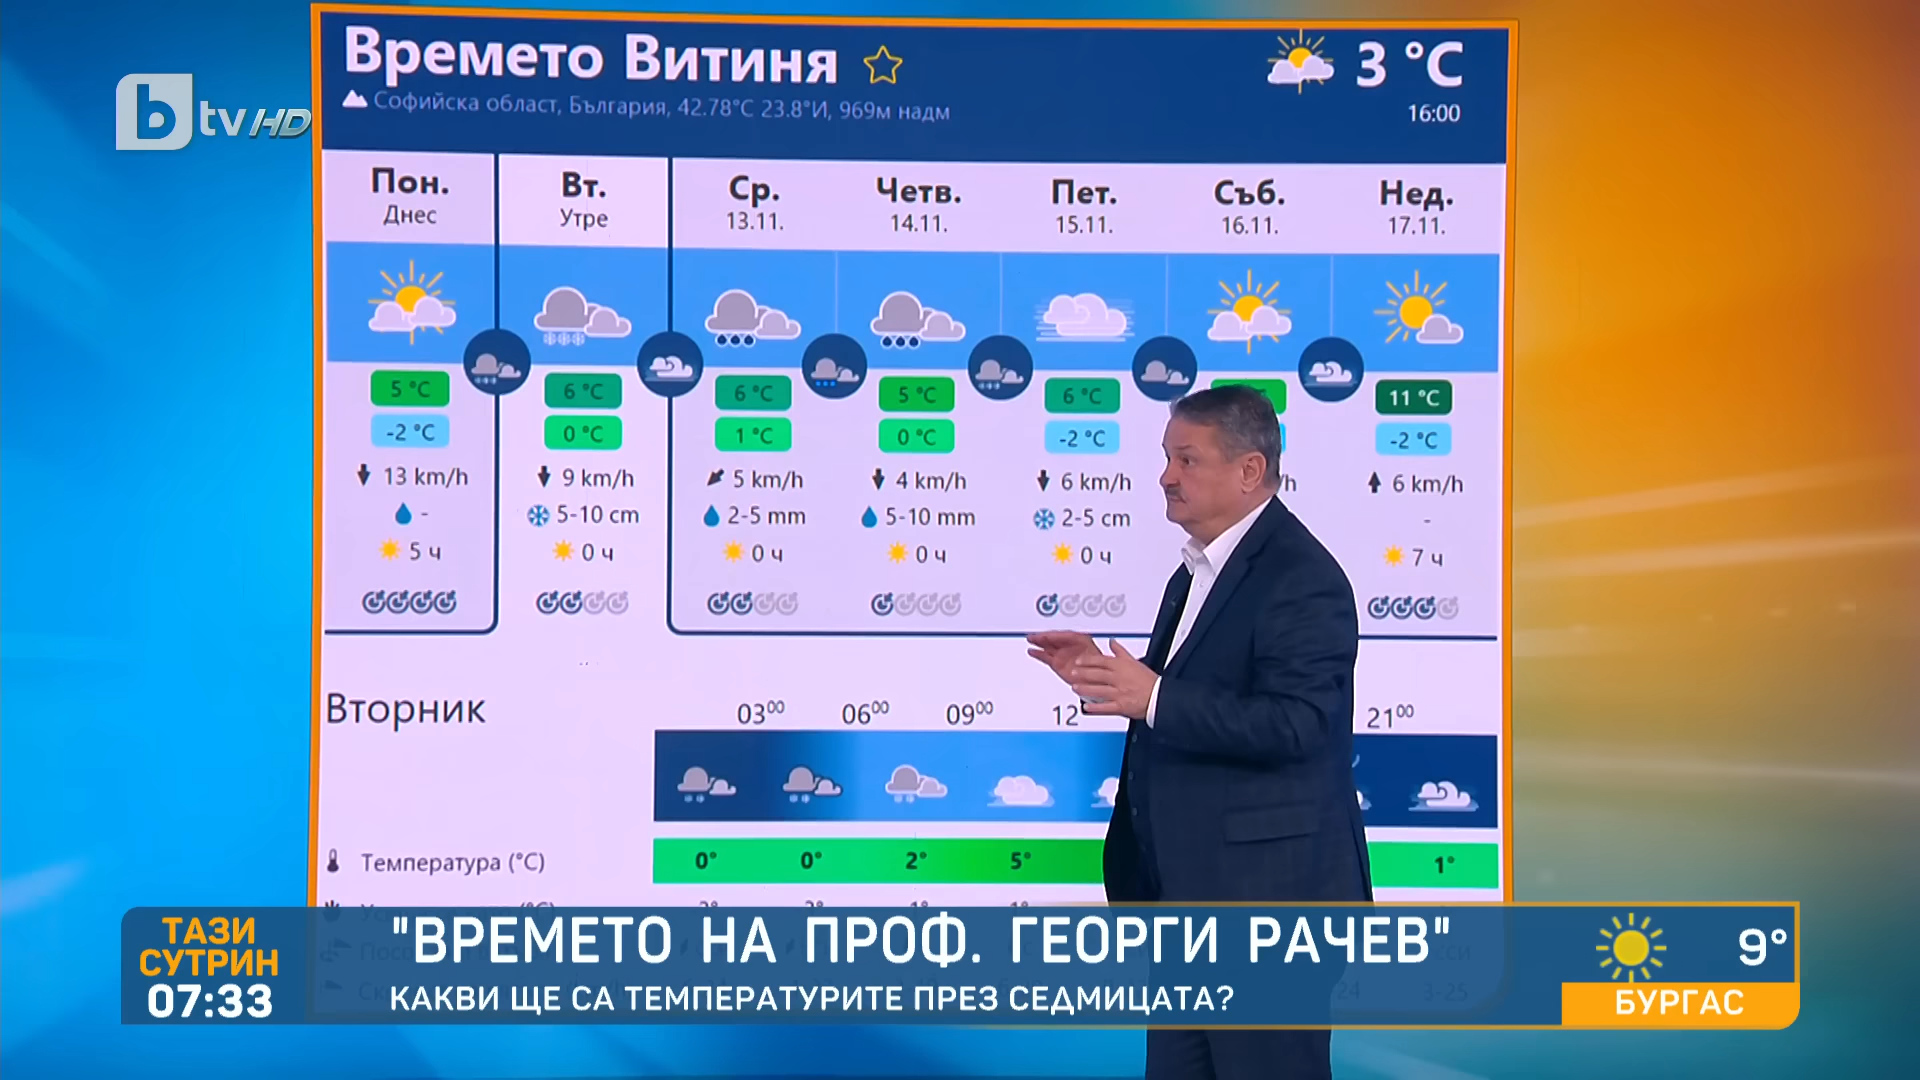 btv HD
Времето Витиня
Софийска област, България, 42.78°С 23.8°И, 969м надм
3 °C
16:00
Пон. Вт. Ср. Четв. Пет. Съб. Нед.
Днес Утре 13.11. 14.11. 15.11. 16.11. 17.11.
5 °C 6 °C 6 °C 5 °C 6 °C 11 °C
-2 °C 0 °C 1 °C 0 °C -2 °C -2 °C
13 km/h 9 km/h 5 km/h 4 km/h 6 km/h 6 km/h
- 5-10 cm 2-5 mm 5-10 mm 2-5 cm -
5 ч 0 ч 0 ч 0 ч 0 ч 7 ч
Вторник 03⁰⁰ 06⁰⁰ 09⁰⁰ 12 21⁰⁰
Температура (°C) 0° 0° 2° 5° 1°
ТАЗИ
СУТРИН
07:33
"ВРЕМЕТО НА ПРОФ. ГЕОРГИ РАЧЕВ"
КАКВИ ЩЕ СА ТЕМПЕРАТУРИТЕ ПРЕЗ СЕДМИЦАТА?
9°
БУРГАС